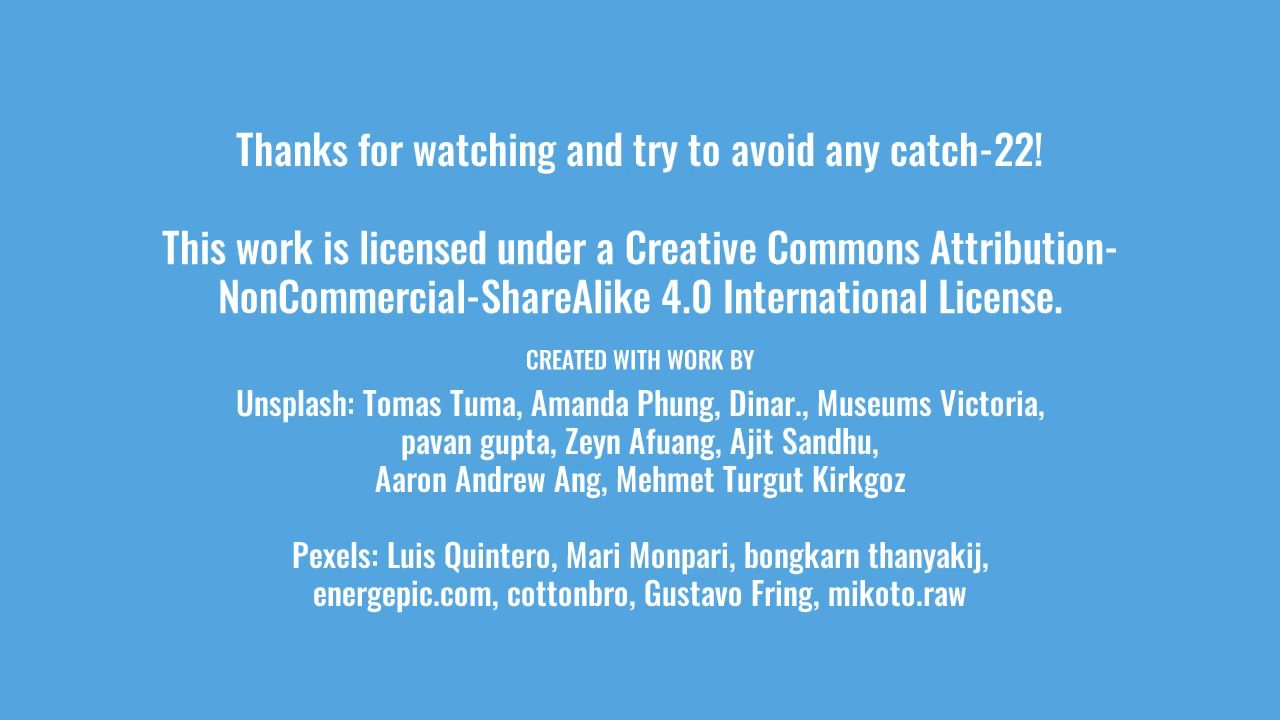 Thanks for watching and try to avoid any catch-22!
This work is licensed under a Creative Commons Attribution-
NonCommercial-ShareAlike 4.0 International License.
CREATED WITH WORK BY
Unsplash: Tomas Tuma, Amanda Phung, Dinar., Museums Victoria,
pavan gupta, Zeyn Afuang, Ajit Sandhu,
Aaron Andrew Ang, Mehmet Turgut Kirkgoz
Pexels: Luis Quintero, Mari Monpari, bongkarn thanyakij,
energepic.com, cottonbro, Gustavo Fring, mikoto.raw